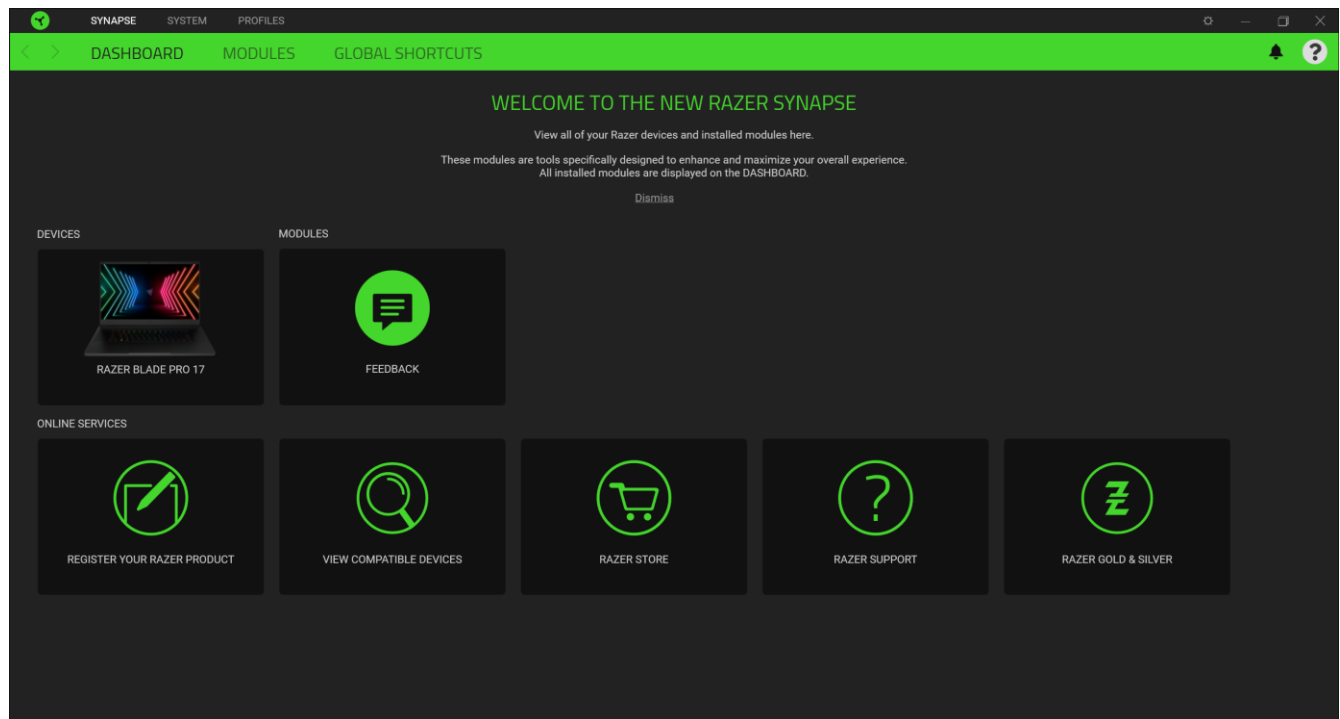 SYNAPSE SYSTEM PROFILES
DASHBOARD MODULES GLOBAL SHORTCUTS
WELCOME TO THE NEW RAZER SYNAPSE
View all of your Razer devices and installed modules here.
These modules are tools specifically designed to enhance and maximize your overall experience.
All installed modules are displayed on the DASHBOARD.
Dismiss
DEVICES MODULES
RAZER BLADE PRO 17 FEEDBACK
ONLINE SERVICES
REGISTER YOUR RAZER PRODUCT VIEW COMPATIBLE DEVICES RAZER STORE RAZER SUPPORT RAZER GOLD & SILVER